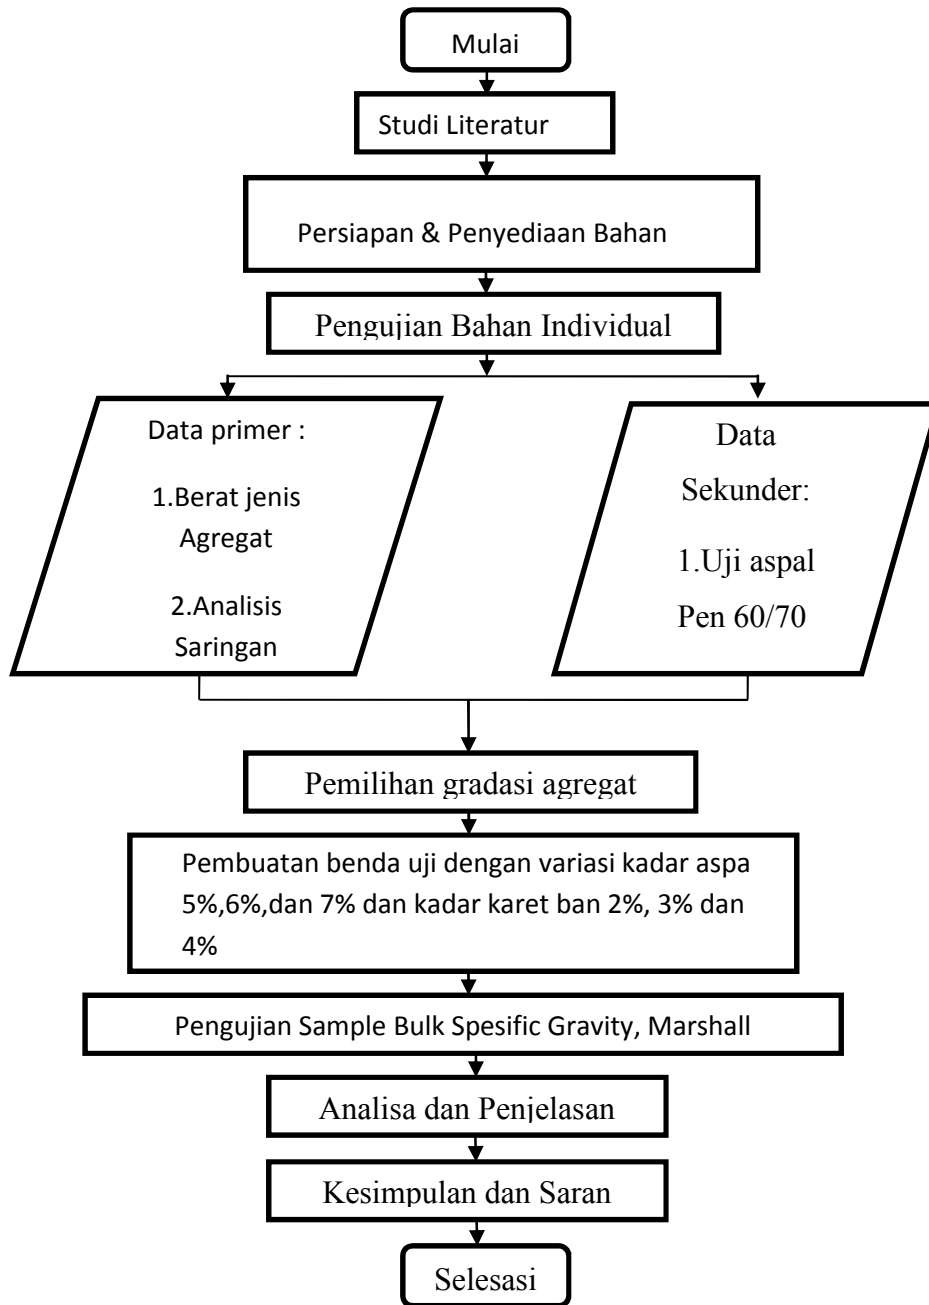 Mulai
Studi Literatur
Persiapan & Penyediaan Bahan
Pengujian Bahan Individual
Data primer :
1.Berat jenis
Agregat
2.Analisis
Saringan
Data
Sekunder:
1.Uji aspal
Pen 60/70
Pemilihan gradasi agregat
Pembuatan benda uji dengan variasi kadar aspa
5%,6%,dan 7% dan kadar karet ban 2%, 3% dan
4%
Pengujian Sample Bulk Spesific Gravity, Marshall
Analisa dan Penjelasan
Kesimpulan dan Saran
Selesasi